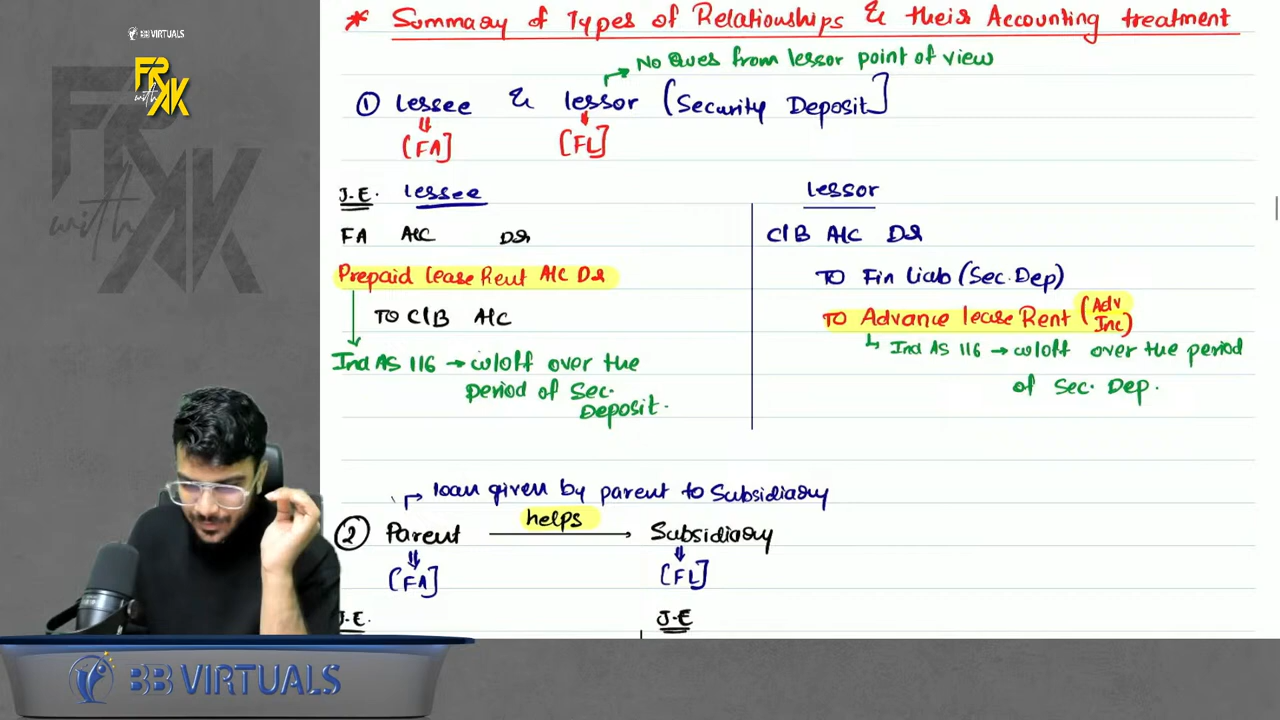 BB VIRTUALS
FR
with AK
FR
with AK
* Summary of Types of Relationships & their Accounting treatment
No Ques from lessor point of view
① lessee & lessor (Security Deposit]
[FA] [FL]
J.E. lessee
FA A/C Dr
Prepaid lease Rent A/C Dr
TO C/B A/C
Ind AS 116 → w/off over the
period of Sec.
Deposit.
lessor
C/B A/C Dr
TO Fin Liab (Sec. Dep)
TO Advance lease Rent (Adv
Inc)
Ind AS 116 → w/off over the period
of Sec. Dep.
loan given by parent to Subsidiary
② Parent helps Subsidiary
[FA] [FL]
J.E. J.E
BB VIRTUALS